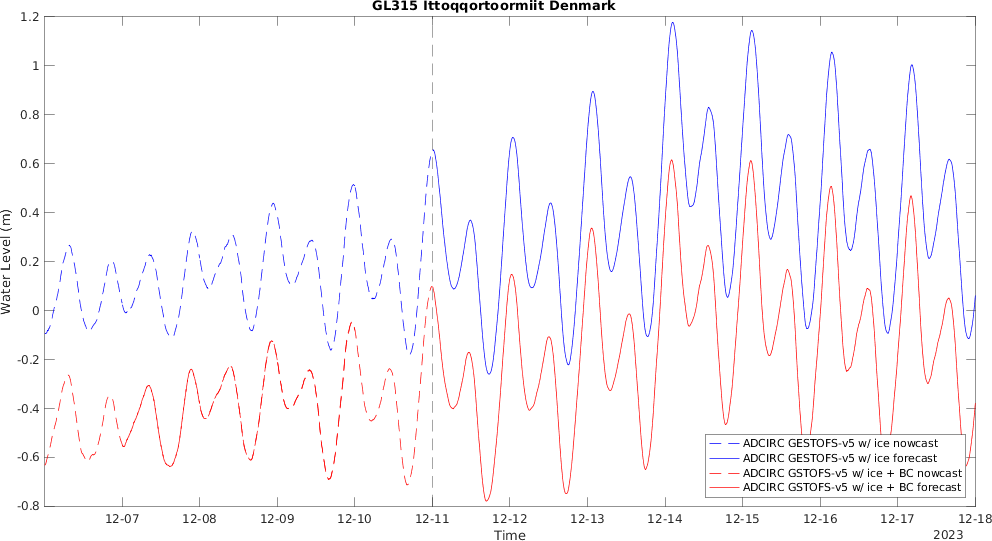 GL315 Ittoqqortoormiit Denmark
1.2
1
0.8
0.6
0.4
0.2
0
-0.2
-0.4
-0.6
-0.8
Water Level (m)
ADCIRC GESTOFS-v5 w/ ice nowcast
ADCIRC GESTOFS-v5 w/ ice forecast
ADCIRC GSTOFS-v5 w/ ice + BC nowcast
ADCIRC GSTOFS-v5 w/ ice + BC forecast
12-07 12-08 12-09 12-10 12-11 12-12 12-13 12-14 12-15 12-16 12-17 12-18
Time
2023